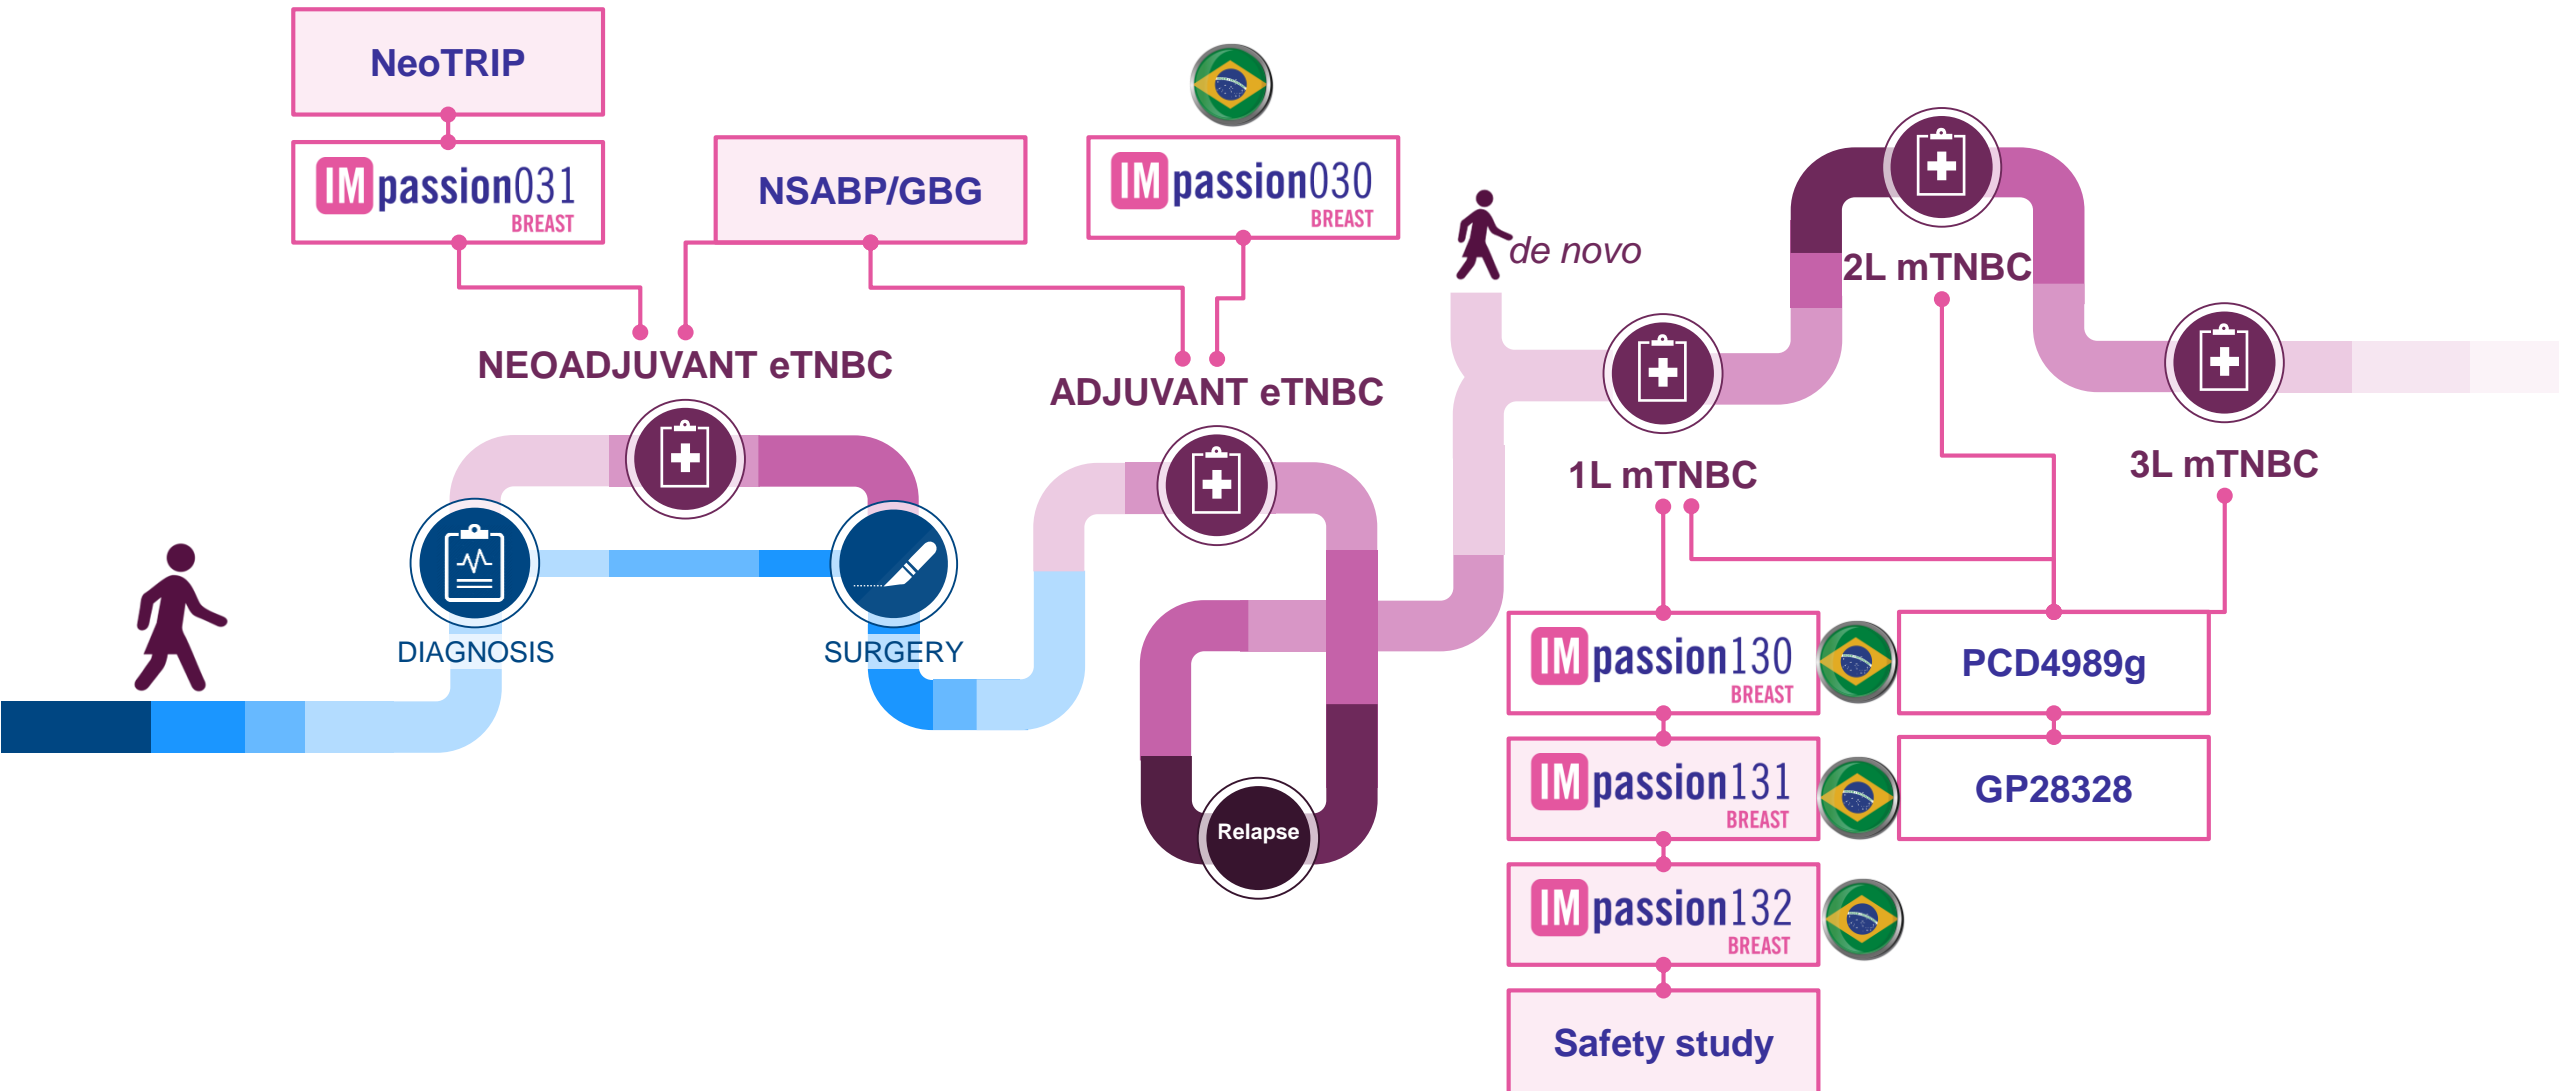 NeoTRIP
IMpassion031
BREAST
NSABP/GBG
IMpassion030
BREAST
de novo
2L mTNBC
NEOADJUVANT eTNBC
ADJUVANT eTNBC
1L mTNBC
3L mTNBC
DIAGNOSIS
SURGERY
Relapse
IMpassion130
BREAST
PCD4989g
IMpassion131
BREAST
GP28328
IMpassion132
BREAST
Safety study